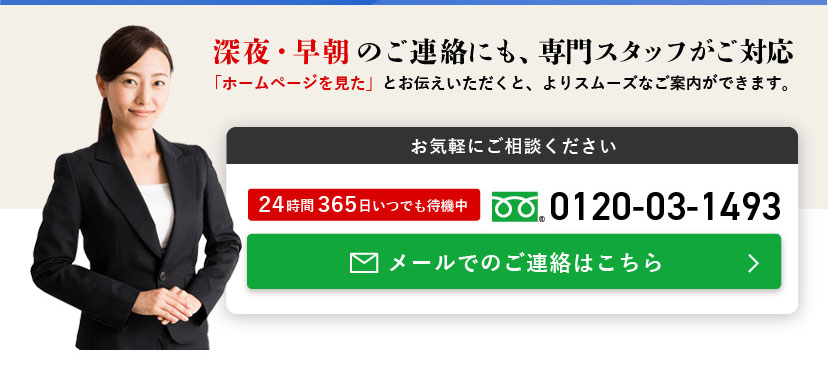 深夜・早朝のご連絡にも、専門スタッフがご対応
「ホームページを見た」とお伝えいただくと、よりスムーズなご案内ができます。
お気軽にご相談ください
24時間365日いつでも待機中
® 0120-03-1493
メールでのご連絡はこちら